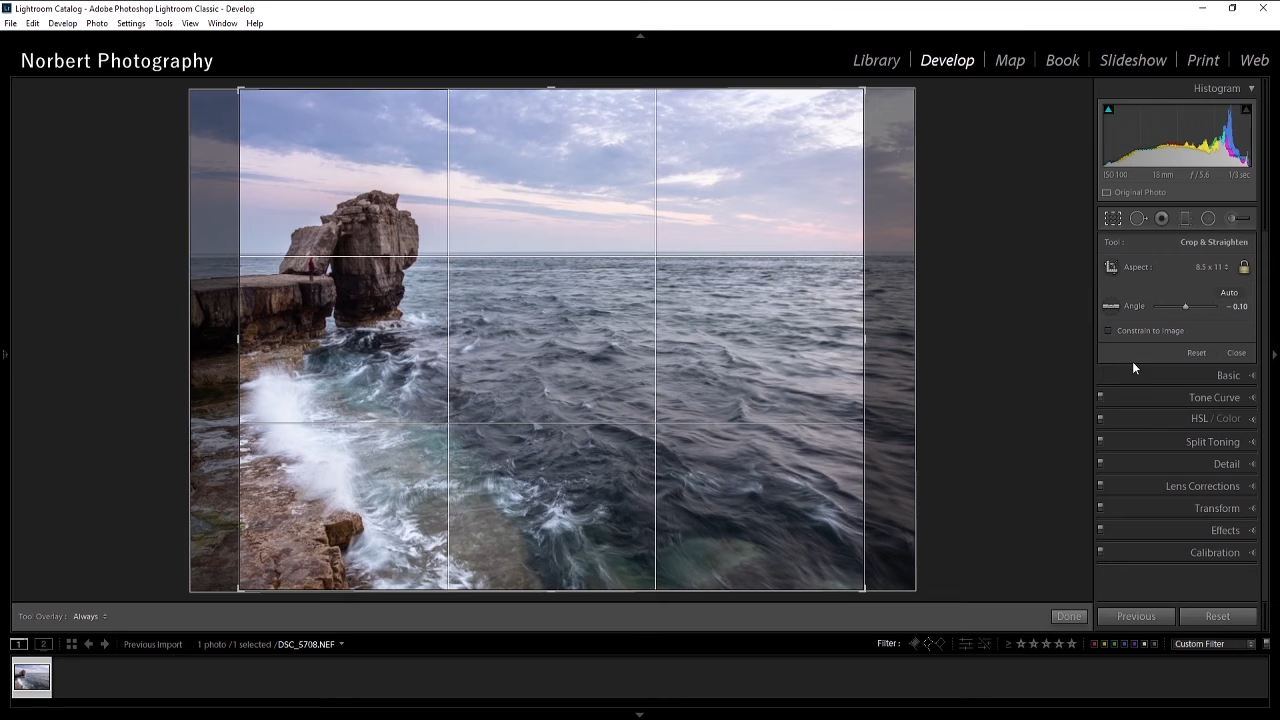 Lightroom Catalog - Adobe Photoshop Lightroom Classic - Develop
File Edit Develop Photo Settings Tools View Window Help
Norbert Photography
Library Develop Map Book Slideshow Print Web
Histogram
ISO 100 18 mm ƒ / 5.6 1/3 sec
Original Photo
Tool : Crop & Straighten
Aspect : 8.5 x 11
Auto
Angle - 0.10
Constrain to Image
Reset Close
Basic
Tone Curve
HSL / Color
Split Toning
Detail
Lens Corrections
Transform
Effects
Calibration
Tool Overlay : Always Done
Previous Reset
1 2 Previous Import 1 photo / 1 selected / DSC_5708.NEF Filter : ≥ Custom Filter